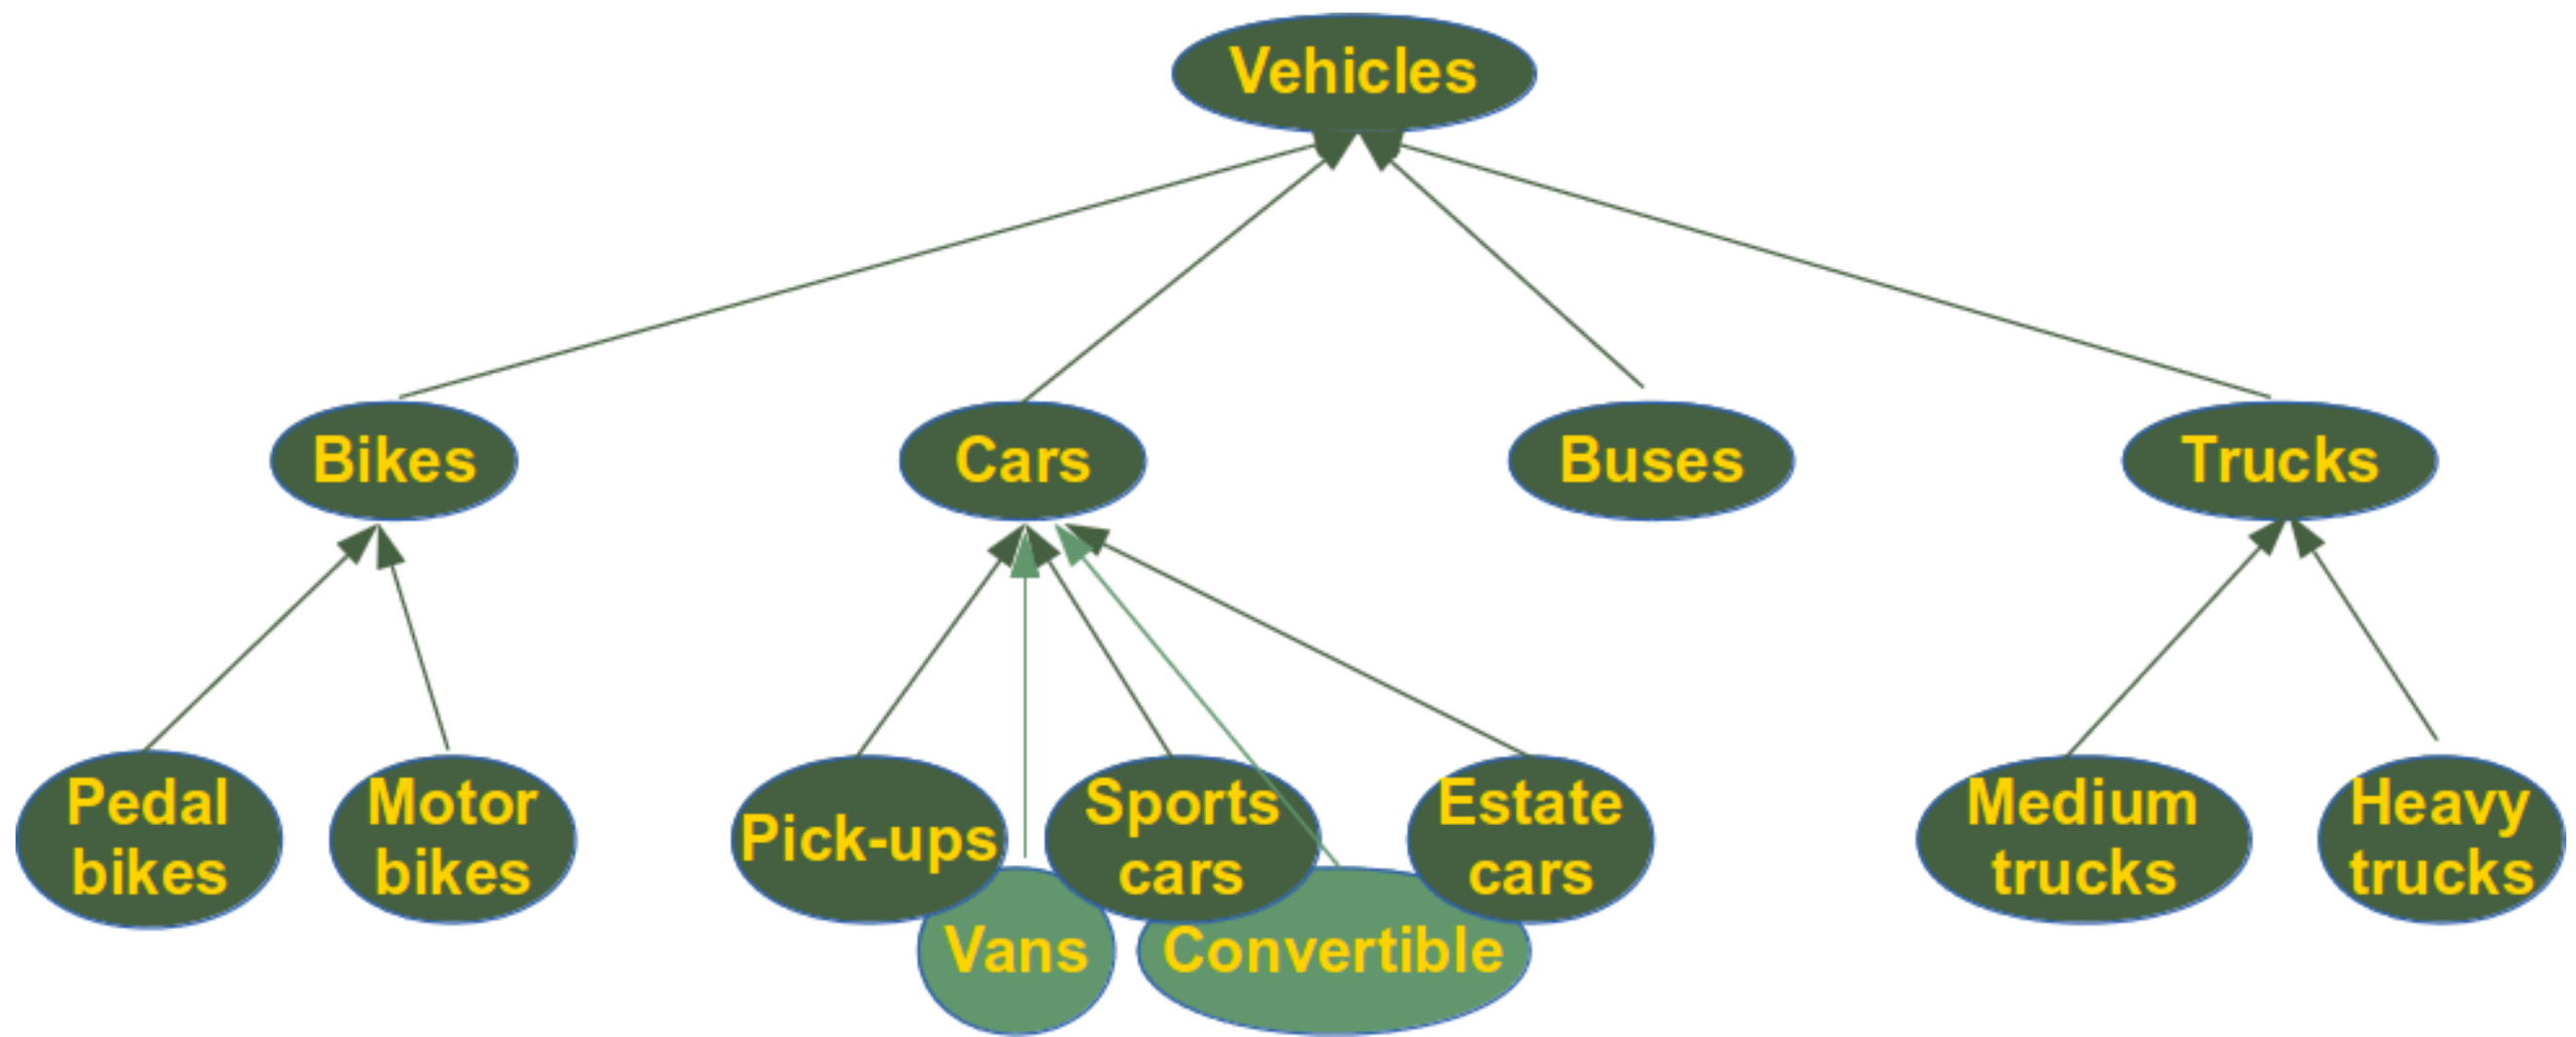 Vehicles
Bikes
Cars
Buses
Trucks
Pedal
bikes
Motor
bikes
Pick-ups
Sports
cars
Estate
cars
Medium
trucks
Heavy
trucks
Vans
Convertible